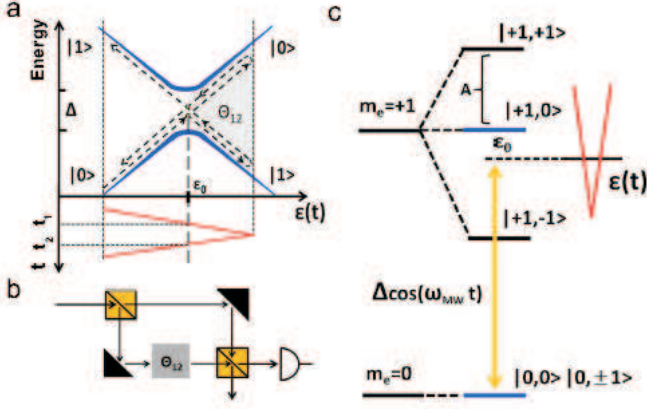 a
Energy
|1>
|0>
Δ
Θ₁₂
|0>
|1>
ε₀
ε(t)
t₁
t₂
t
b
Θ₁₂
c
|+1,+1>
A
mₑ=+1
|+1,0>
ε₀
ε(t)
|+1,-1>
Δcos(ω_MW t)
mₑ=0
|0,0> |0,±1>